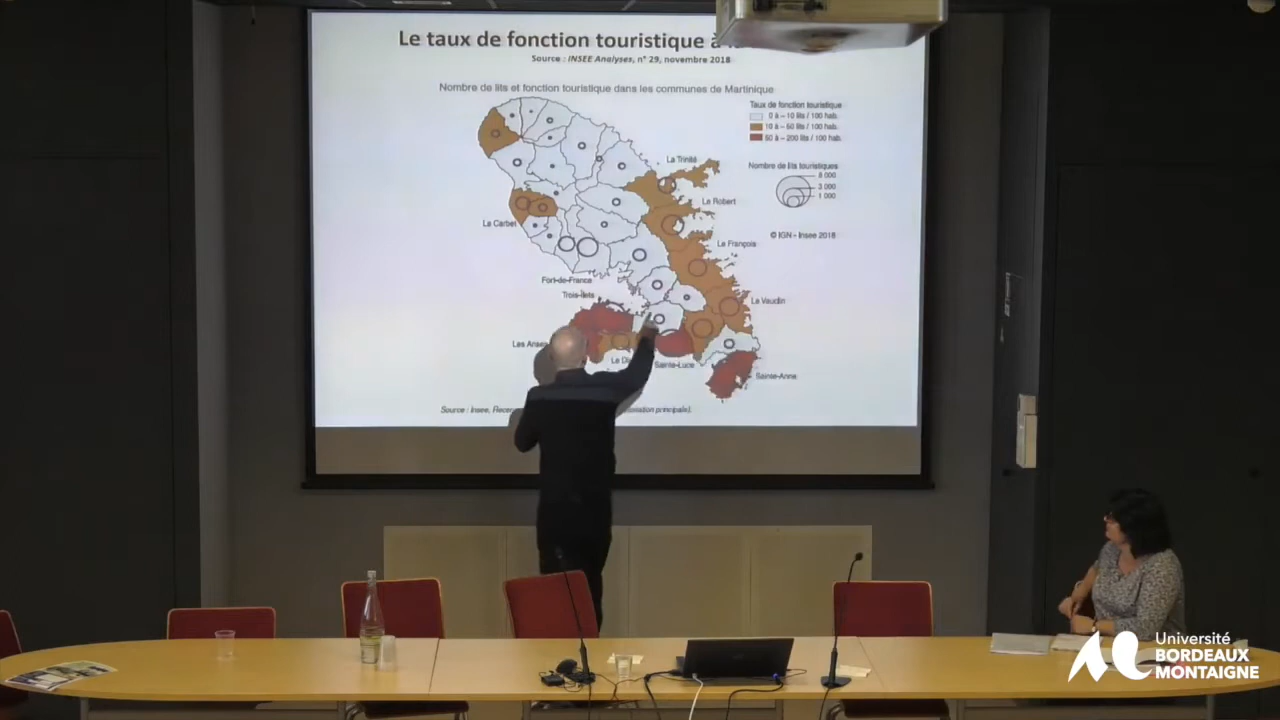 Le taux de fonction touristique à
Source : INSEE Analyses, n° 29, novembre 2018
Nombre de lits et fonction touristique dans les communes de Martinique
Taux de fonction touristique
0 à – 10 lits / 100 hab.
10 à – 50 lits / 100 hab.
50 à – 200 lits / 100 hab.
La Trinité
Nombre de lits touristiques
8 000
3 000
1 000
Le Robert
Le Carbet
© IGN - Insee 2018
Le François
Fort-de-France
Trois-Îlets
Le Vauclin
Les Anses
Le Di
Sainte-Luce
Sainte-Anne
Source : Insee, Recen
principale).
Université
BORDEAUX
MONTAIGNE